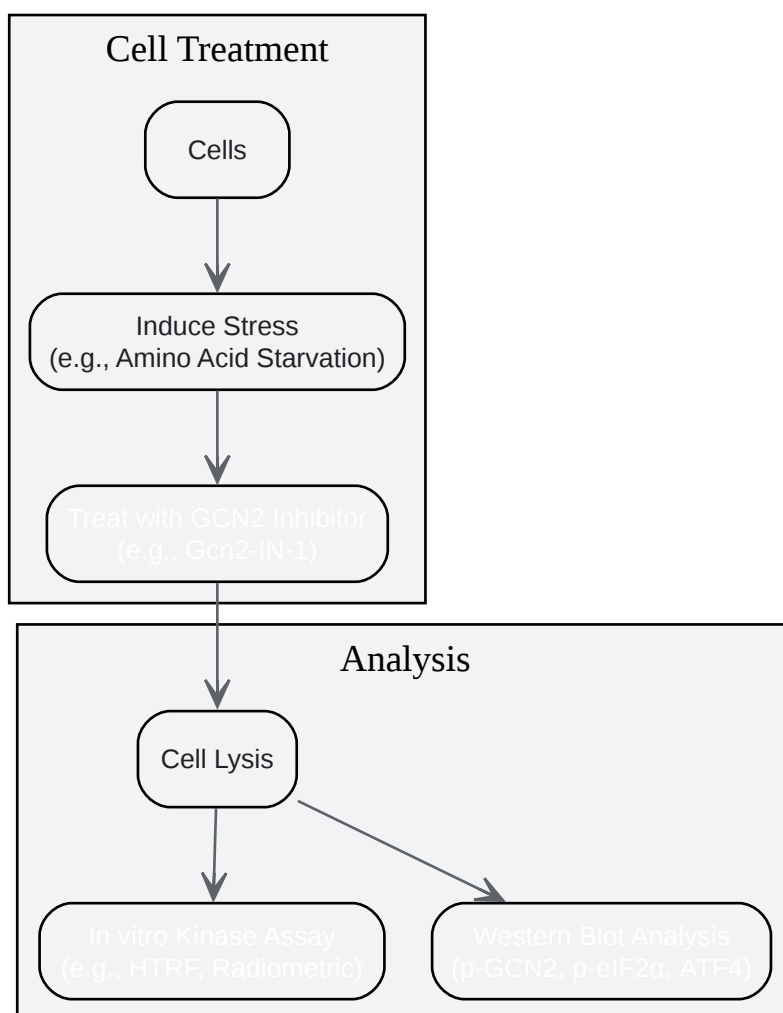 Cell Treatment
Cells
Induce Stress
(e.g., Amino Acid Starvation)
Treat with GCN2 Inhibitor
(e.g., Gcn2-IN-1)
Analysis
Cell Lysis
In vitro Kinase Assay
(e.g., HTRF, Radiometric)
Western Blot Analysis
(p-GCN2, p-eIF2α, ATF4)